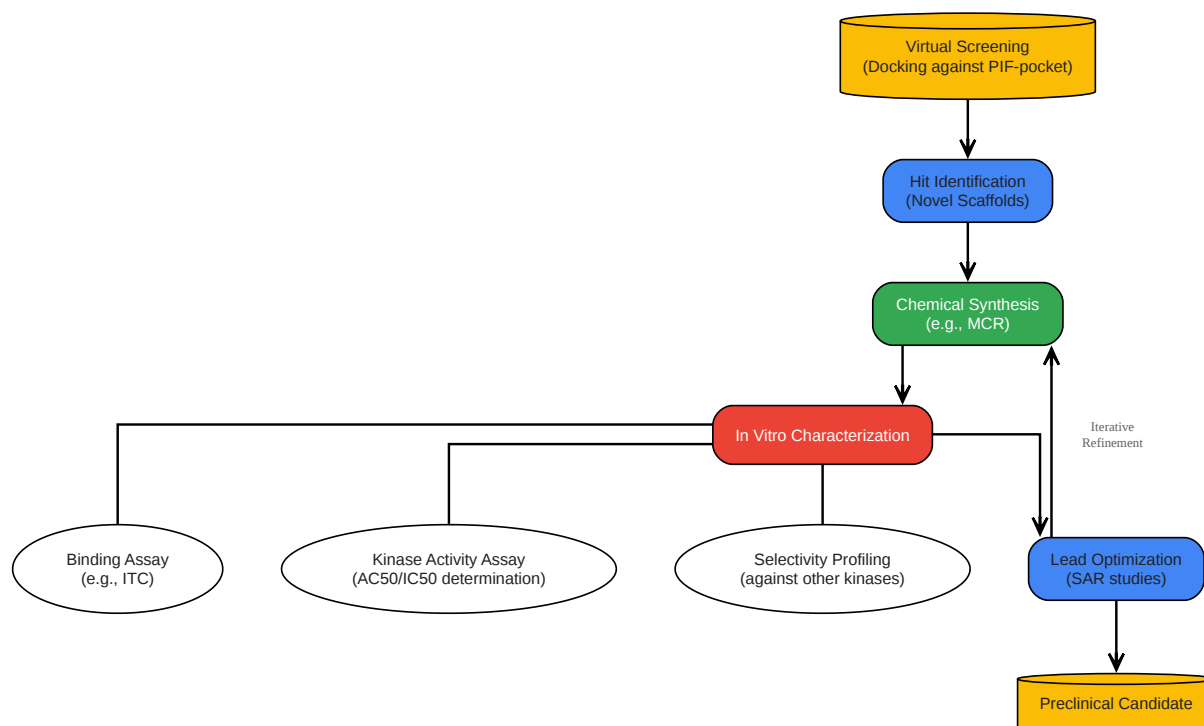 Virtual Screening
(Docking against PIF-pocket)
Hit Identification
(Novel Scaffolds)
Chemical Synthesis
(e.g., MCR)
In Vitro Characterization
Iterative
Refinement
Binding Assay
(e.g., ITC)
Kinase Activity Assay
(AC50/IC50 determination)
Selectivity Profiling
(against other kinases)
Lead Optimization
(SAR studies)
Preclinical Candidate